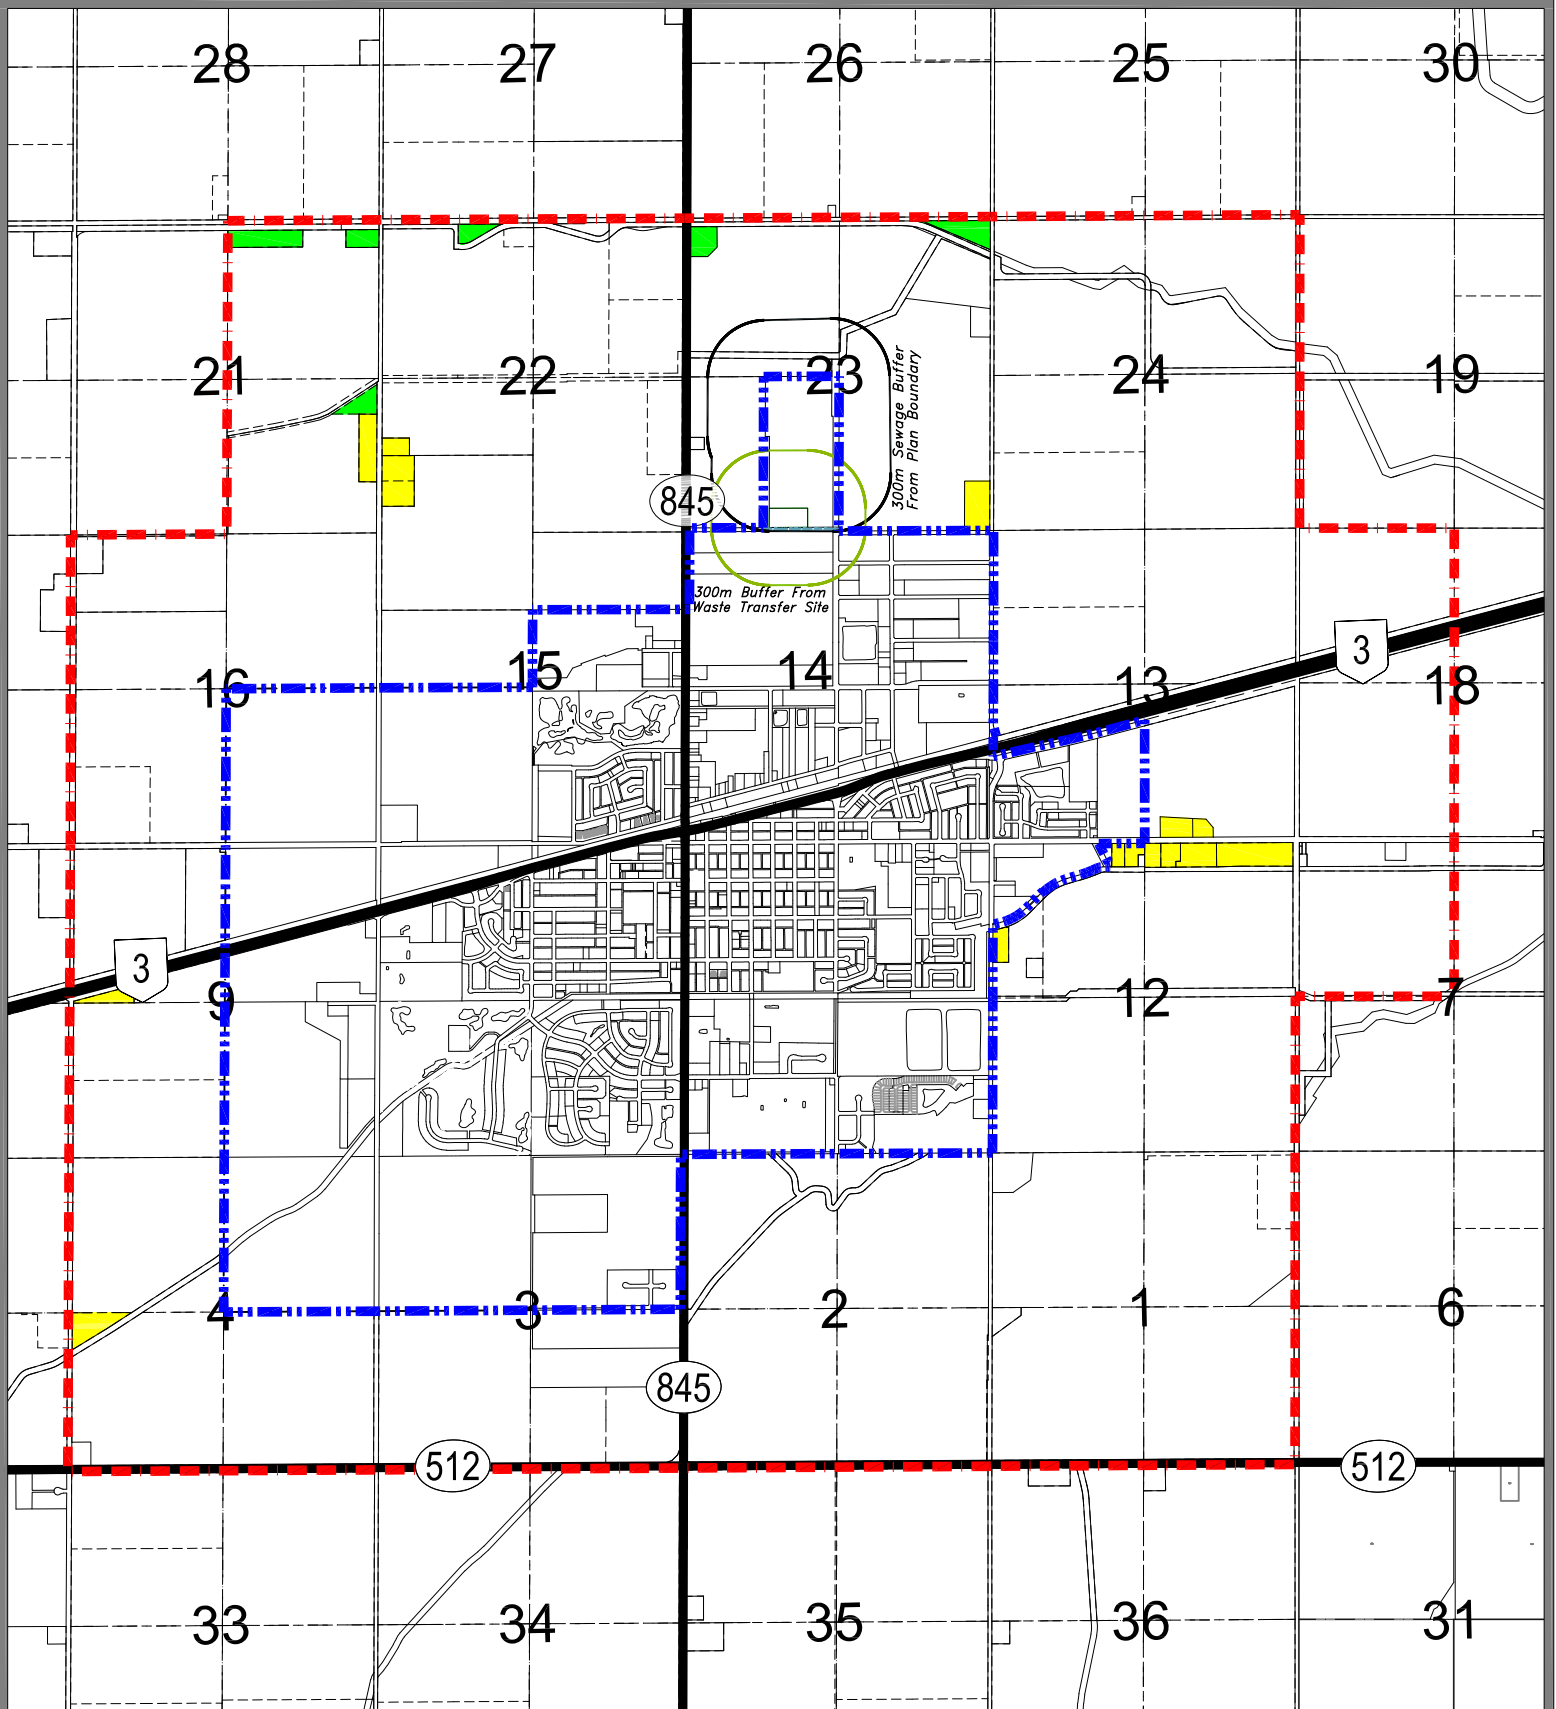 28 27 26 25 30
21 22 23 24 19
300m Sewage Buffer
From Plan Boundary
845
300m Buffer From
Waste Transfer Site
3
16 15 14 13 18
3
9 12 7
4 3 2 1 6
845
512 512
33 34 35 36 31